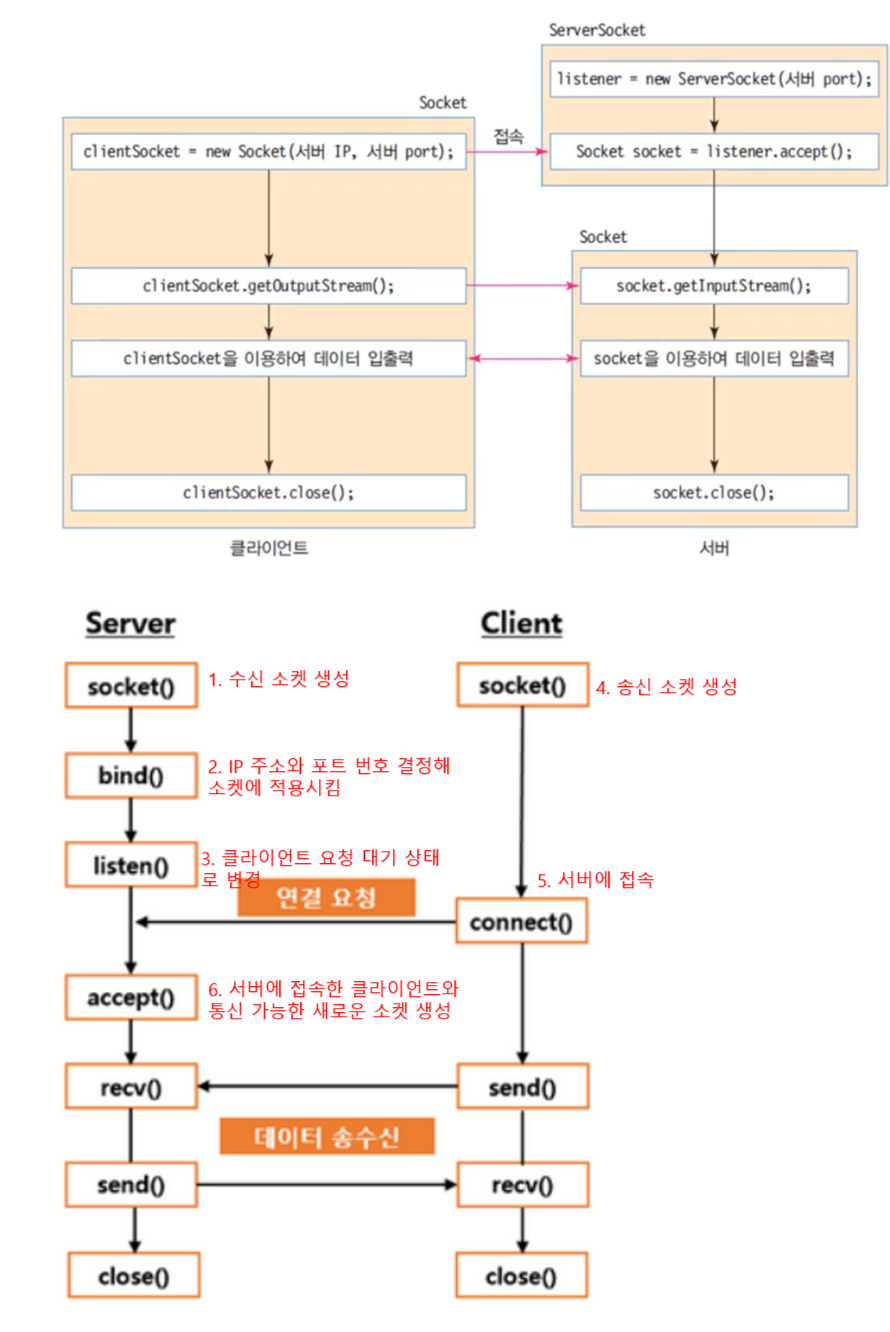 ServerSocket
listener = new ServerSocket(서버 port);
Socket
clientSocket = new Socket(서버 IP, 서버 port);
접속
Socket socket = listener.accept();
Socket
clientSocket.getOutputStream();
socket.getInputStream();
clientSocket을 이용하여 데이터 입출력
socket을 이용하여 데이터 입출력
clientSocket.close();
socket.close();
클라이언트
서버
Server
Client
socket()
1. 수신 소켓 생성
socket()
4. 송신 소켓 생성
bind()
2. IP 주소와 포트 번호 결정해
소켓에 적용시킴
listen()
3. 클라이언트 요청 대기 상태
로 변경
5. 서버에 접속
연결 요청
connect()
accept()
6. 서버에 접속한 클라이언트와
통신 가능한 새로운 소켓 생성
recv()
send()
데이터 송수신
send()
recv()
close()
close()